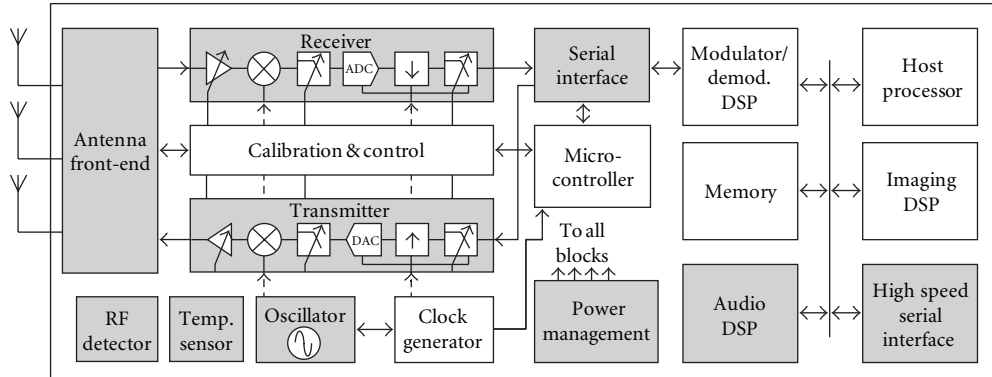 Antenna
front-end
Receiver
ADC
Calibration & control
Transmitter
DAC
RF
detector
Temp.
sensor
Oscillator
Clock
generator
Serial
interface
Micro-
controller
To all
blocks
Power
management
Modulator/
demod.
DSP
Memory
Audio
DSP
Host
processor
Imaging
DSP
High speed
serial
interface